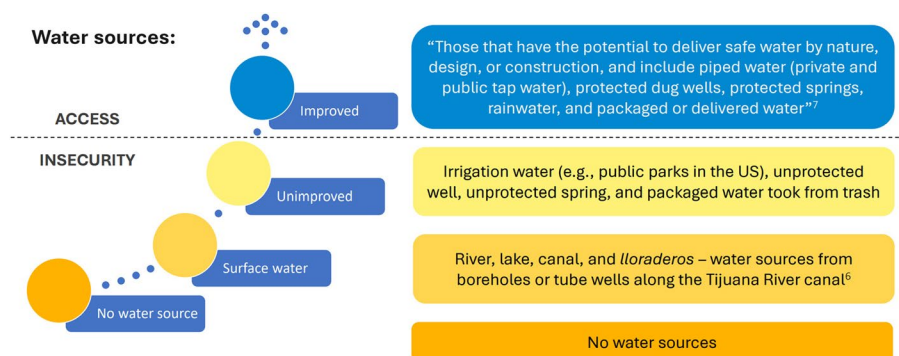 Water sources:
“Those that have the potential to deliver safe water by nature,
design, or construction, and include piped water (private and
public tap water), protected dug wells, protected springs,
rainwater, and packaged or delivered water”7
Improved
ACCESS
INSECURITY
Irrigation water (e.g., public parks in the US), unprotected
well, unprotected spring, and packaged water took from trash
Unimproved
River, lake, canal, and lloraderos – water sources from
boreholes or tube wells along the Tijuana River canal6
Surface water
No water source
No water sources